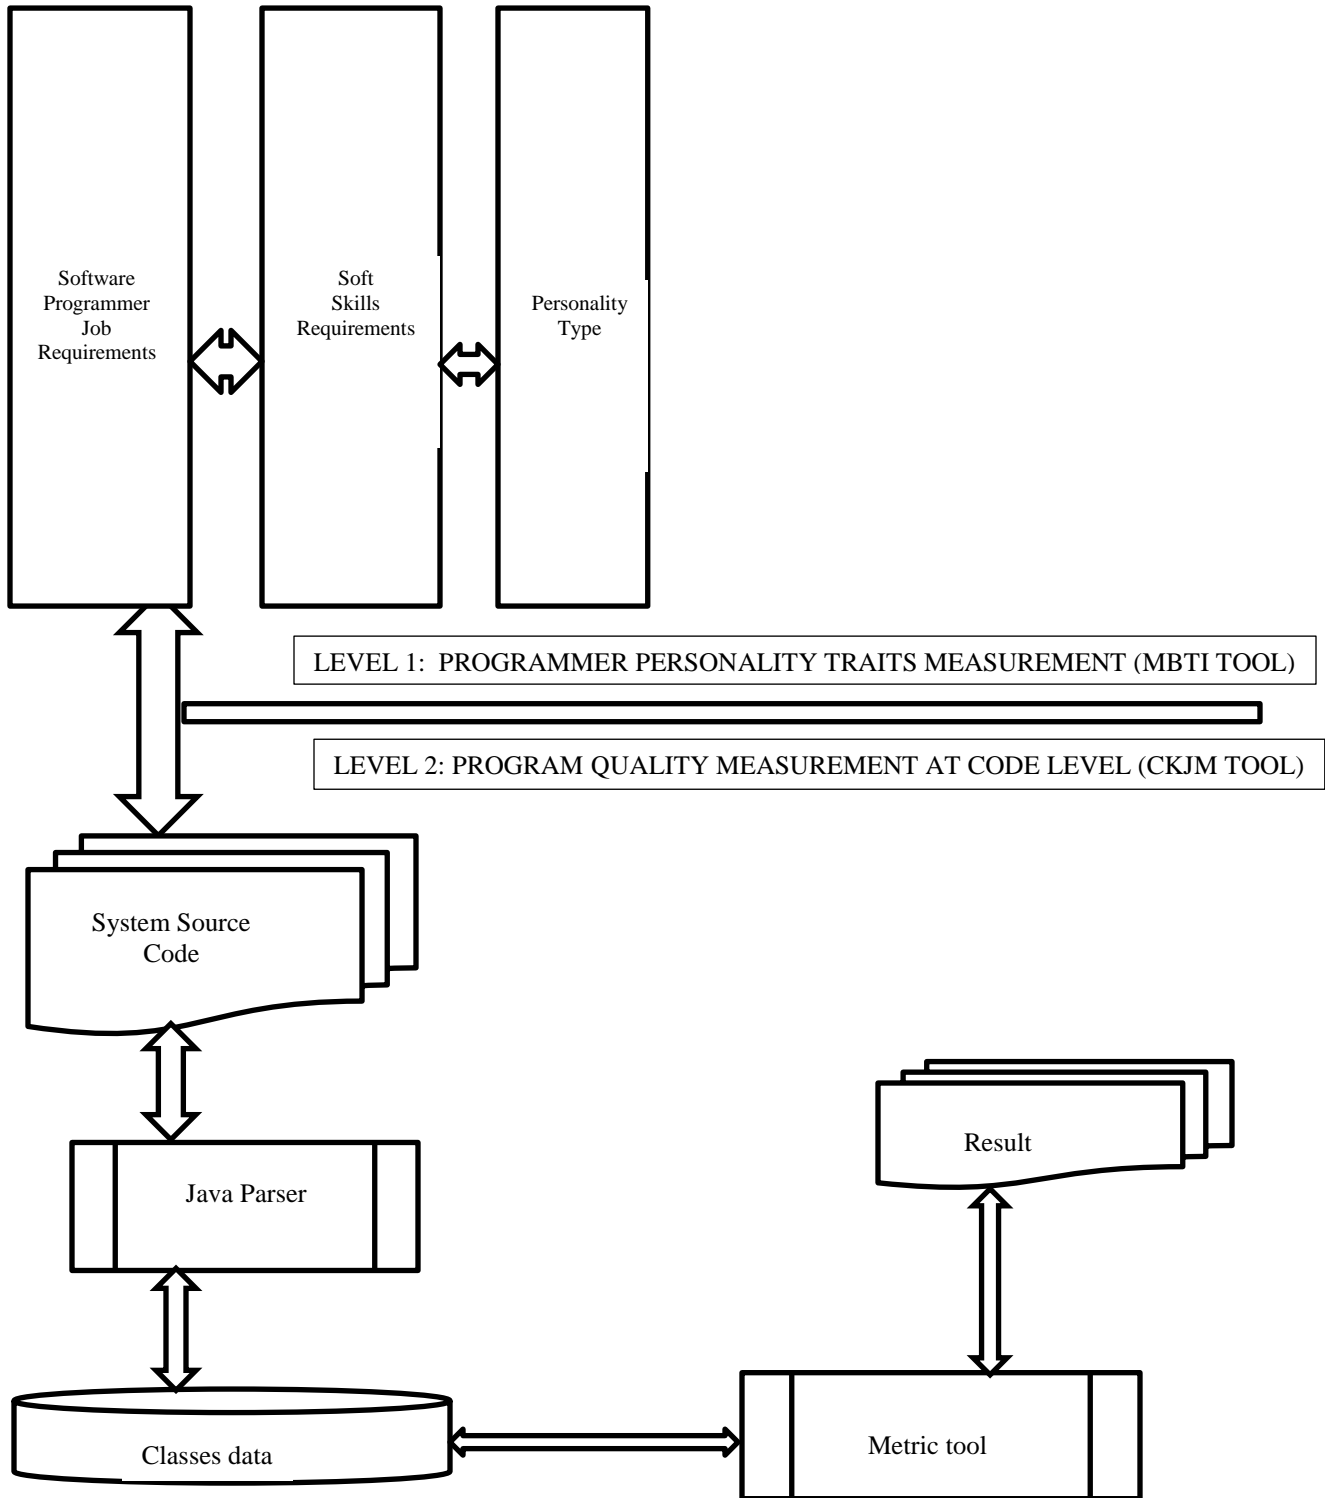 Software
Programmer
Job
Requirements
Soft
Skills
Requirements
Personality
Type
LEVEL 1:  PROGRAMMER PERSONALITY TRAITS MEASUREMENT (MBTI TOOL)
LEVEL 2: PROGRAM QUALITY MEASUREMENT AT CODE LEVEL (CKJM TOOL)
System Source
Code
Result
Java Parser
Classes data
Metric tool